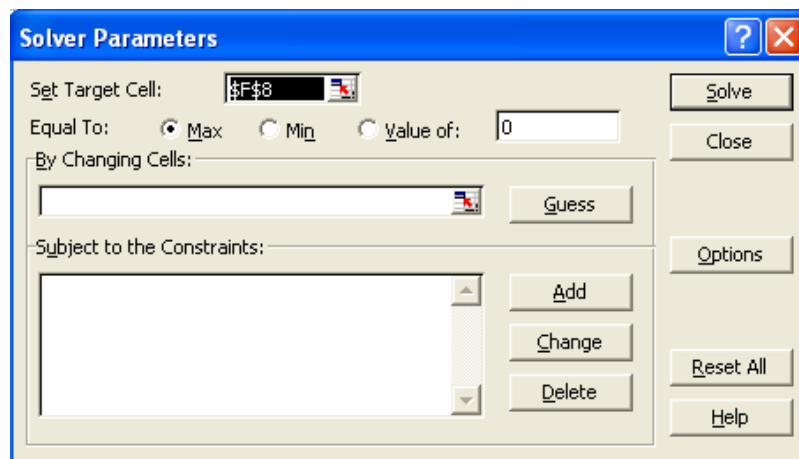 Solver Parameters
?
Set Target Cell: $F$8 Solve
Equal To: Max Min Value of: 0 Close
By Changing Cells:
Guess
Subject to the Constraints: Options
Add
Change
Reset All
Delete
Help